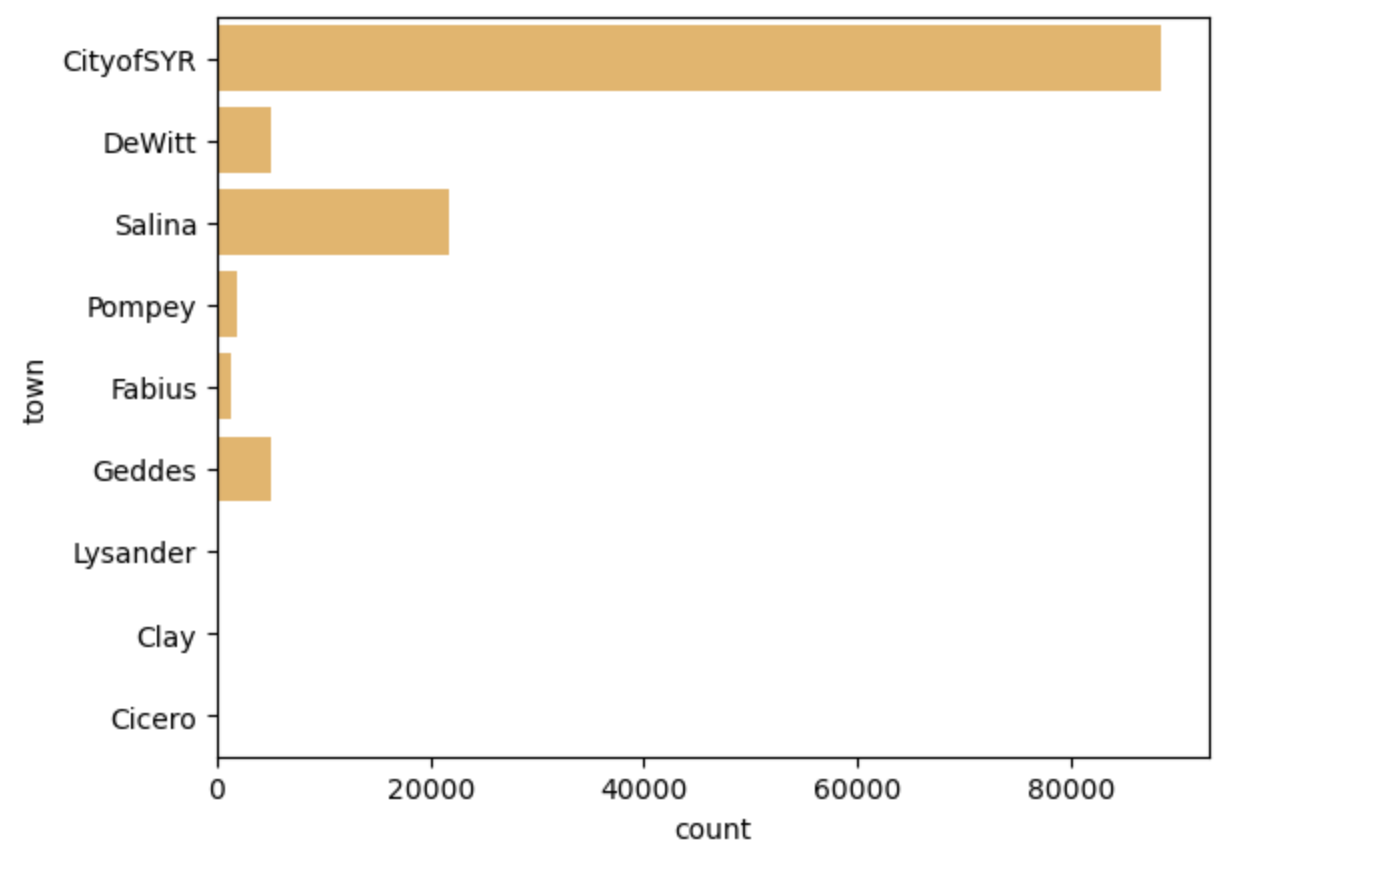 CityofSYR
DeWitt
Salina
Pompey
Fabius
Geddes
Lysander
Clay
Cicero
town
0 20000 40000 60000 80000
count